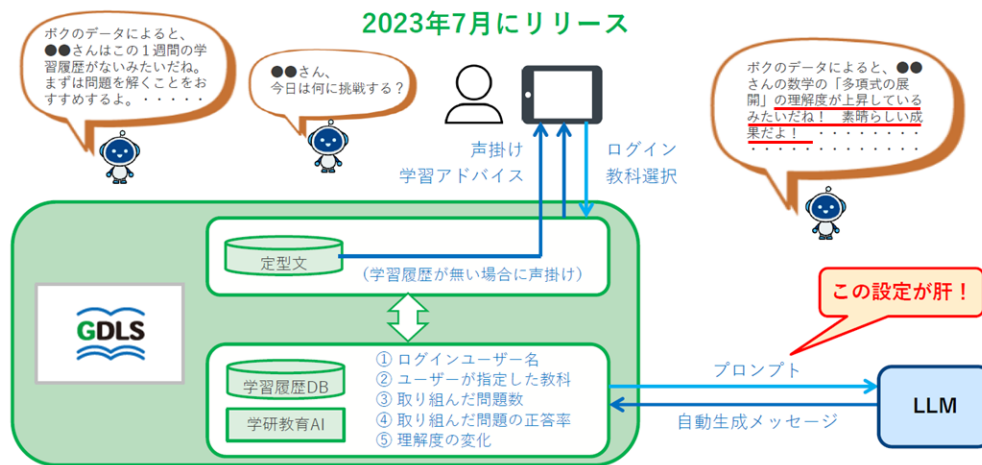 2023年7月にリリース
ボクのデータによると、
●●さんはこの１週間の学
習履歴がないみたいだね。
まずは問題を解くことをお
すすめするよ。・・・・・
●●さん、
今日は何に挑戦する？
ボクのデータによると、●●
さんの数学の「多項式の展
開」の理解度が上昇している
みたいだね！　素晴らしい成
果だよ！　・・・・・・・・
・・・・・・・・・・・・・
声掛け
学習アドバイス
ログイン
教科選択
定型文
（学習履歴が無い場合に声掛け）
GDLS
学習履歴DB
学研教育AI
① ログインユーザー名
② ユーザーが指定した教科
③ 取り組んだ問題数
④ 取り組んだ問題の正答率
⑤ 理解度の変化
この設定が肝！
プロンプト
自動生成メッセージ
LLM